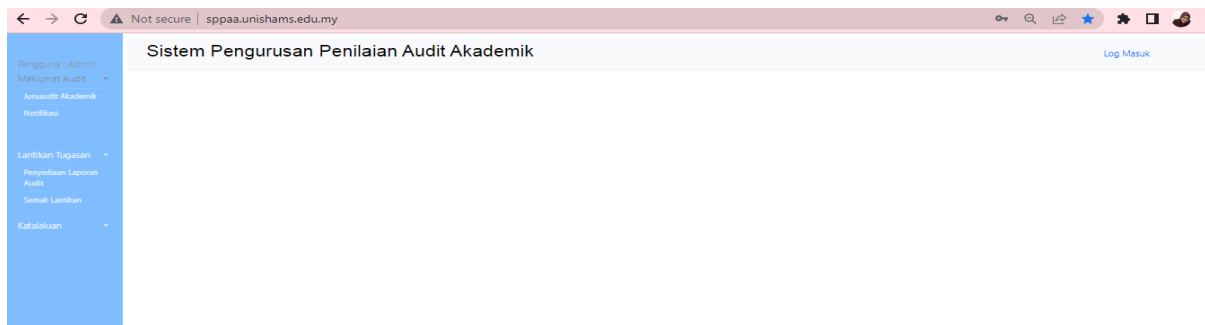 Not secure | sppaa.unishams.edu.my
Sistem Pengurusan Penilaian Audit Akademik
Log Masuk
Pengguna : Admin
Maklumat Audit
Juruaudit Akademik
Notifikasi
Lantikan Tugasan
Penyediaan Laporan
Audit
Semak Lantikan
Katalaluan